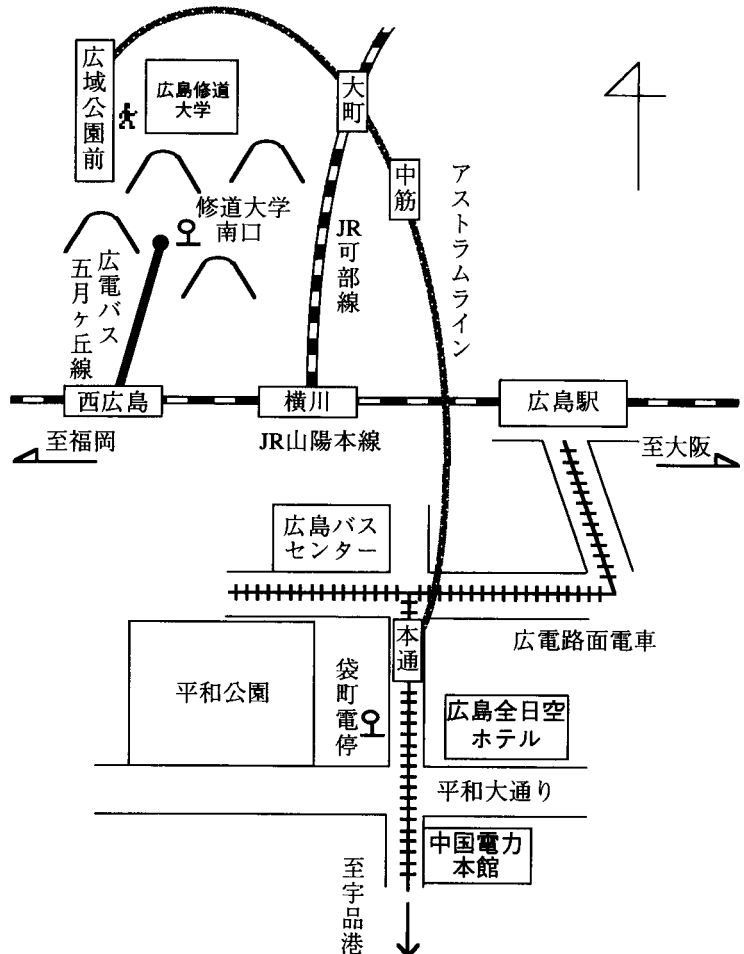 広域公園前
広島修道
大学
大町
中筋
アストラムライン
修道大学
南口
JR可部線
広電バス
五月ヶ丘線
西広島
横川
広島駅
至福岡
JR山陽本線
至大阪
広島バス
センター
本通
広電路面電車
平和公園
袋町電停
広島全日空
ホテル
平和大通り
中国電力
本館
至宇品港